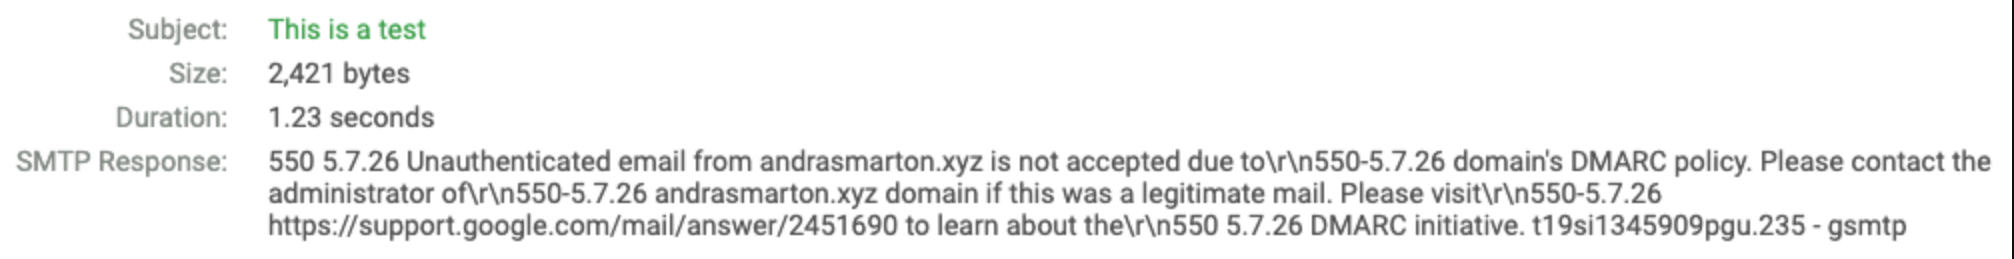 Subject: This is a test
Size: 2,421 bytes
Duration: 1.23 seconds
SMTP Response: 550 5.7.26 Unauthenticated email from andrasmarton.xyz is not accepted due to\r\n550-5.7.26 domain's DMARC policy. Please contact the
administrator of\r\n550-5.7.26 andrasmarton.xyz domain if this was a legitimate mail. Please visit\r\n550-5.7.26
https://support.google.com/mail/answer/2451690 to learn about the\r\n550 5.7.26 DMARC initiative. t19si1345909pgu.235 - gsmtp